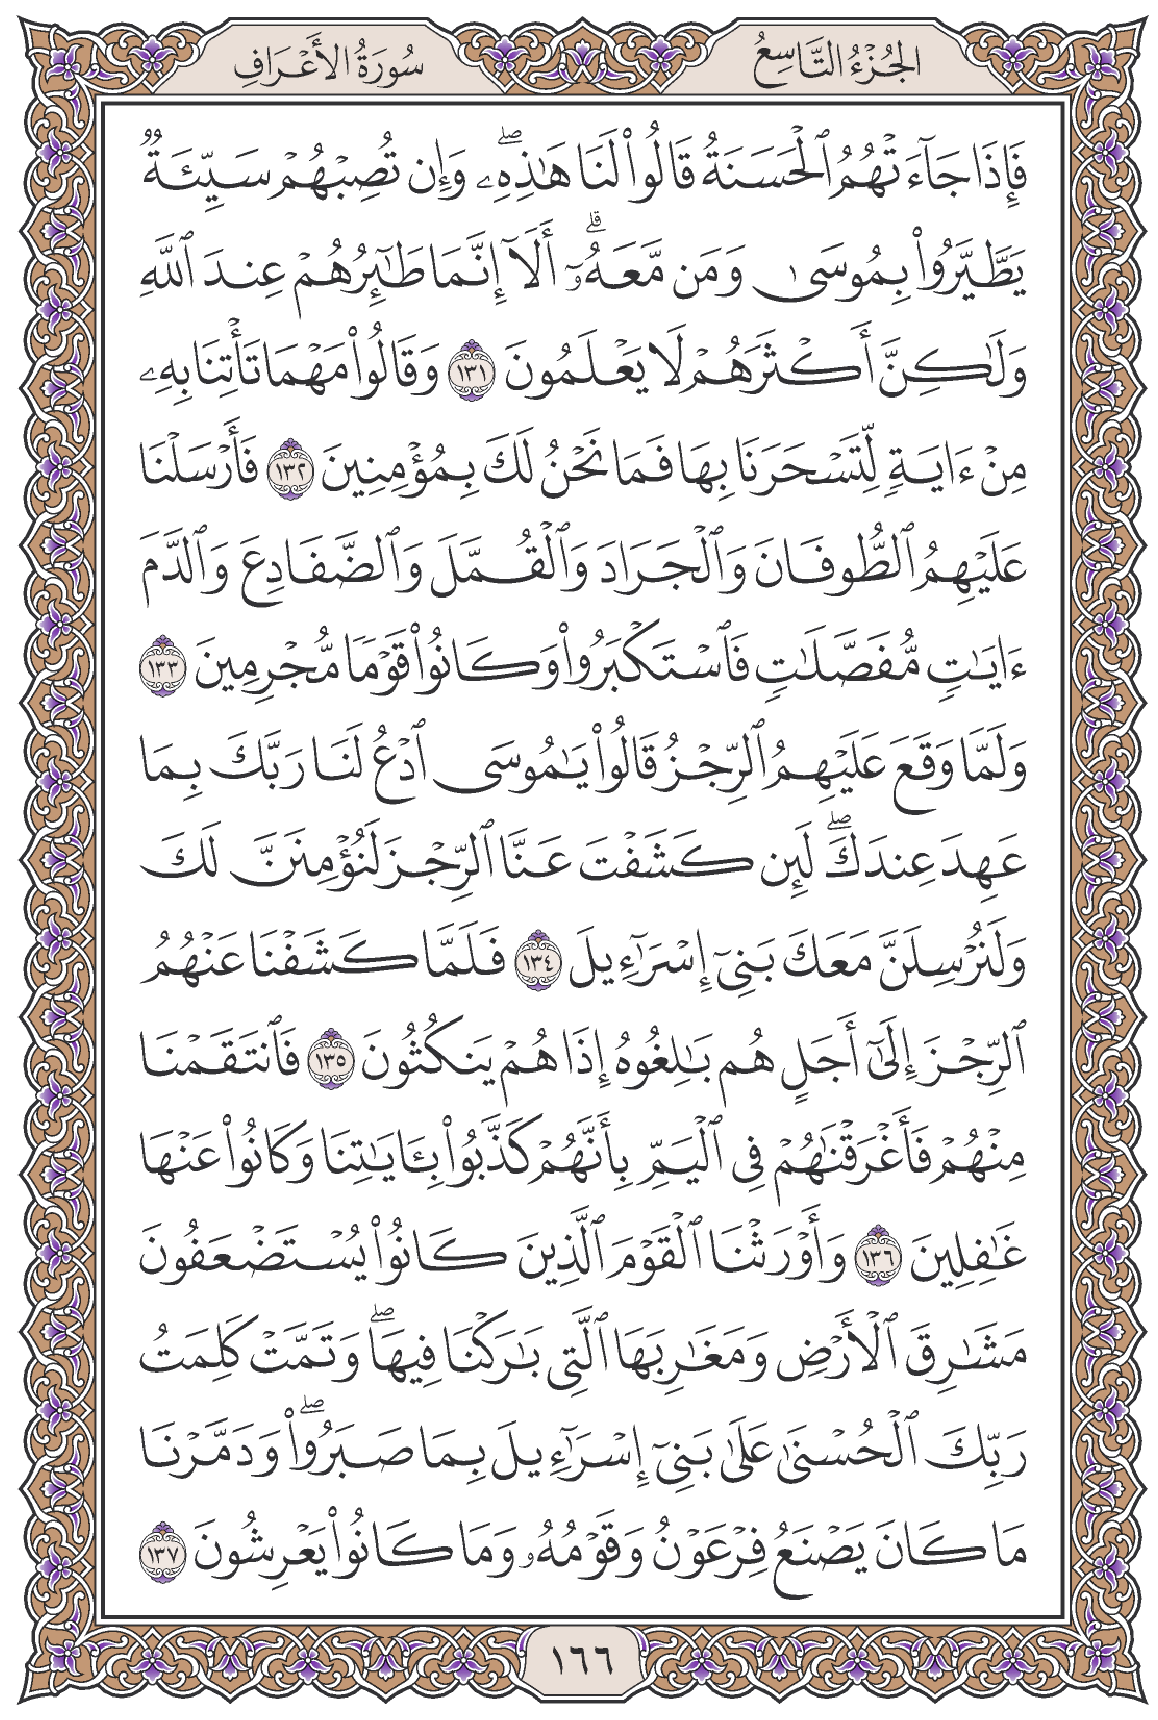 الجُزْءُ التَّاسِعُ
سُورَةُ الأَعْرَافِ
فَإِذَا جَآءَتْهُمُ ٱلْحَسَنَةُ قَالُوا۟ لَنَا هَٰذِهِۦۖ وَإِن تُصِبْهُمْ سَيِّئَةٌ
يَطَّيَّرُوا۟ بِمُوسَىٰ وَمَن مَّعَهُۥٓۗ أَلَآ إِنَّمَا طَٰٓئِرُهُمْ عِندَ ٱللَّهِ
وَلَٰكِنَّ أَكْثَرَهُمْ لَا يَعْلَمُونَ ١٣١ وَقَالُوا۟ مَهْمَا تَأْتِنَا بِهِۦ
مِنْ ءَايَةٍ لِّتَسْحَرَنَا بِهَا فَمَا نَحْنُ لَكَ بِمُؤْمِنِينَ ١٣٢ فَأَرْسَلْنَا
عَلَيْهِمُ ٱلطُّوفَانَ وَٱلْجَرَادَ وَٱلْقُمَّلَ وَٱلضَّفَادِعَ وَٱلدَّمَ
ءَايَٰتٍ مُّفَصَّلَٰتٍ فَٱسْتَكْبَرُوا۟ وَكَانُوا۟ قَوْمًا مُّجْرِمِينَ ١٣٣
وَلَمَّا وَقَعَ عَلَيْهِمُ ٱلرِّجْزُ قَالُوا۟ يَٰمُوسَى ٱدْعُ لَنَا رَبَّكَ بِمَا
عَهِدَ عِندَكَۖ لَئِن كَشَفْتَ عَنَّا ٱلرِّجْزَ لَنُؤْمِنَنَّ لَكَ
وَلَنُرْسِلَنَّ مَعَكَ بَنِىٓ إِسْرَٰٓءِيلَ ١٣٤ فَلَمَّا كَشَفْنَا عَنْهُمُ
ٱلرِّجْزَ إِلَىٰٓ أَجَلٍ هُم بَٰلِغُوهُ إِذَا هُمْ يَنكُثُونَ ١٣٥ فَٱنتَقَمْنَا
مِنْهُمْ فَأَغْرَقْنَٰهُمْ فِى ٱلْيَمِّ بِأَنَّهُمْ كَذَّبُوا۟ بِـَٔايَٰتِنَا وَكَانُوا۟ عَنْهَا
غَٰفِلِينَ ١٣٦ وَأَوْرَثْنَا ٱلْقَوْمَ ٱلَّذِينَ كَانُوا۟ يُسْتَضْعَفُونَ
مَشَٰرِقَ ٱلْأَرْضِ وَمَغَٰرِبَهَا ٱلَّتِى بَٰرَكْنَا فِيهَاۖ وَتَمَّتْ كَلِمَتُ
رَبِّكَ ٱلْحُسْنَىٰ عَلَىٰ بَنِىٓ إِسْرَٰٓءِيلَ بِمَا صَبَرُوا۟ۖ وَدَمَّرْنَا
مَا كَانَ يَصْنَعُ فِرْعَوْنُ وَقَوْمُهُۥ وَمَا كَانُوا۟ يَعْرِشُونَ ١٣٧
١٦٦